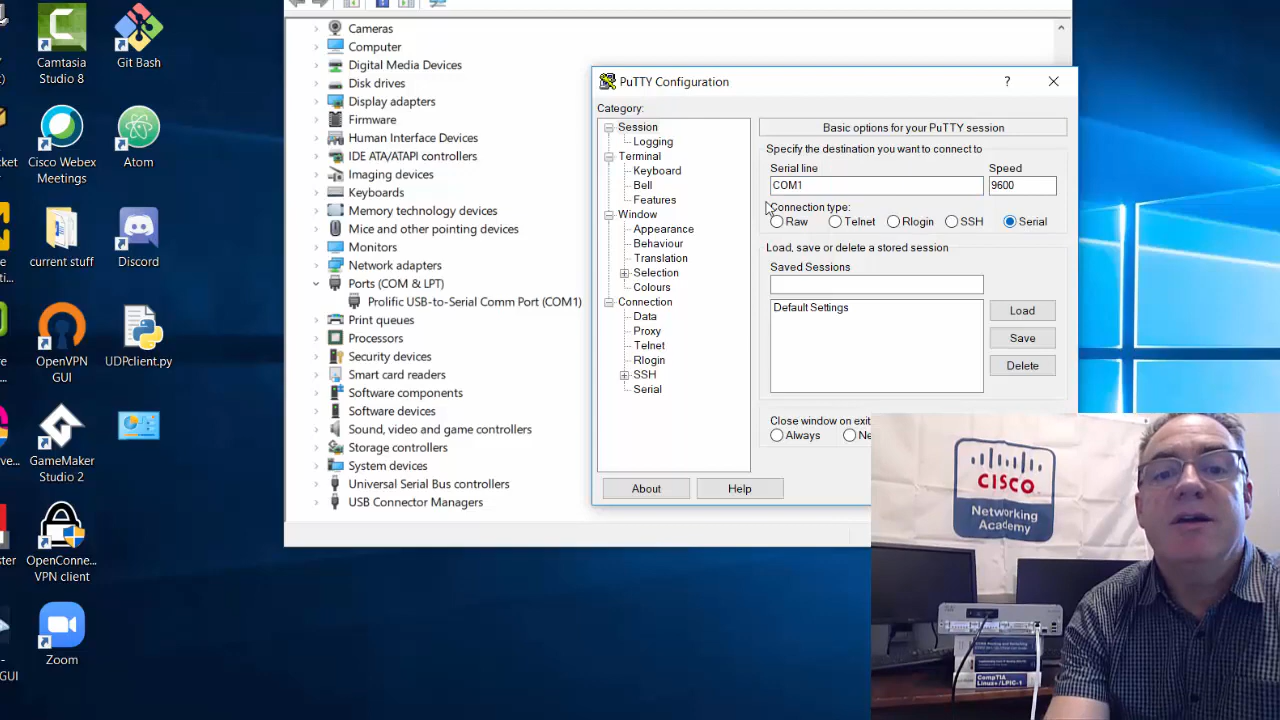 Camtasia
Studio 8
Git Bash
Cisco Webex
Meetings
Atom
current stuff
Discord
OpenVPN
GUI
UDPclient.py
GameMaker
Studio 2
OpenConne...
VPN client
Zoom
Cameras
Computer
Digital Media Devices
Disk drives
Display adapters
Firmware
Human Interface Devices
IDE ATA/ATAPI controllers
Imaging devices
Keyboards
Memory technology devices
Mice and other pointing devices
Monitors
Network adapters
Ports (COM & LPT)
Prolific USB-to-Serial Comm Port (COM1)
Print queues
Processors
Security devices
Smart card readers
Software components
Software devices
Sound, video and game controllers
Storage controllers
System devices
Universal Serial Bus controllers
USB Connector Managers
PuTTY Configuration
?
Category:
Session
Logging
Terminal
Keyboard
Bell
Features
Window
Appearance
Behaviour
Translation
Selection
Colours
Connection
Data
Proxy
Telnet
Rlogin
SSH
Serial
Basic options for your PuTTY session
Specify the destination you want to connect to
Serial line
Speed
COM1
9600
Connection type:
Raw
Telnet
Rlogin
SSH
Serial
Load, save or delete a stored session
Saved Sessions
Default Settings
Load
Save
Delete
Close window on exit
Always
Ne
About
Help
CISCO
Networking
Academy
CompTIA
Linux+/LPIC-1